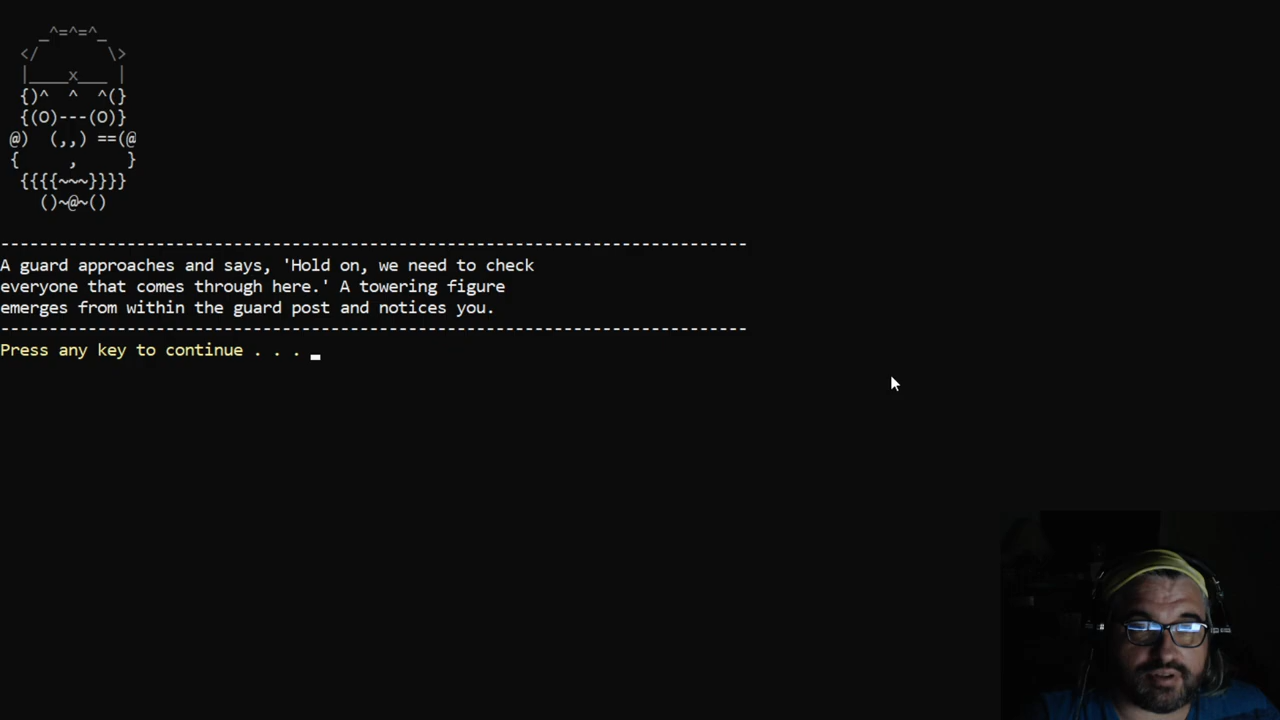 _^=^=^_
</ \>
|____x___ |
{)^ ^ ^(}
{(O)---(O)}
@) (,,) ==(@
{ , }
{{{{~~~}}}}
()~@~()
-----------------------------------------------------------------------------
A guard approaches and says, 'Hold on, we need to check
everyone that comes through here.' A towering figure
emerges from within the guard post and notices you.
-----------------------------------------------------------------------------
Press any key to continue . . . _